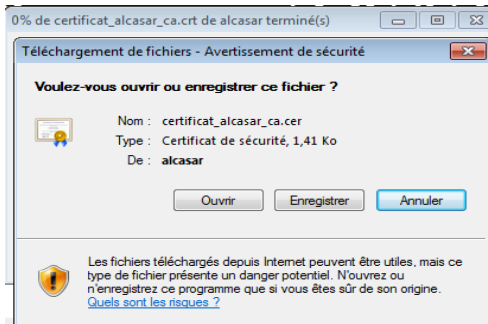 0% de certificat_alcasar_ca.crt de alcasar terminé(s)
Téléchargement de fichiers - Avertissement de sécurité
Voulez-vous ouvrir ou enregistrer ce fichier ?
Nom : certificat_alcasar_ca.cer
Type : Certificat de sécurité, 1,41 Ko
De : alcasar
Ouvrir Enregistrer Annuler
Les fichiers téléchargés depuis Internet peuvent être utiles, mais ce
type de fichier présente un danger potentiel. N'ouvrez ou
n'enregistrez ce programme que si vous êtes sûr de son origine.
Quels sont les risques ?